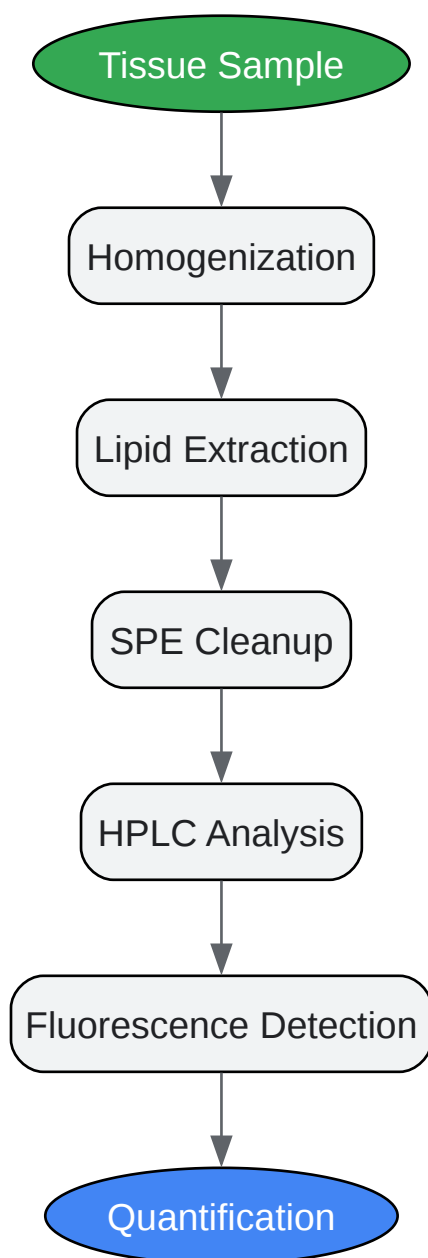 Tissue Sample
Homogenization
Lipid Extraction
SPE Cleanup
HPLC Analysis
Fluorescence Detection
Quantification